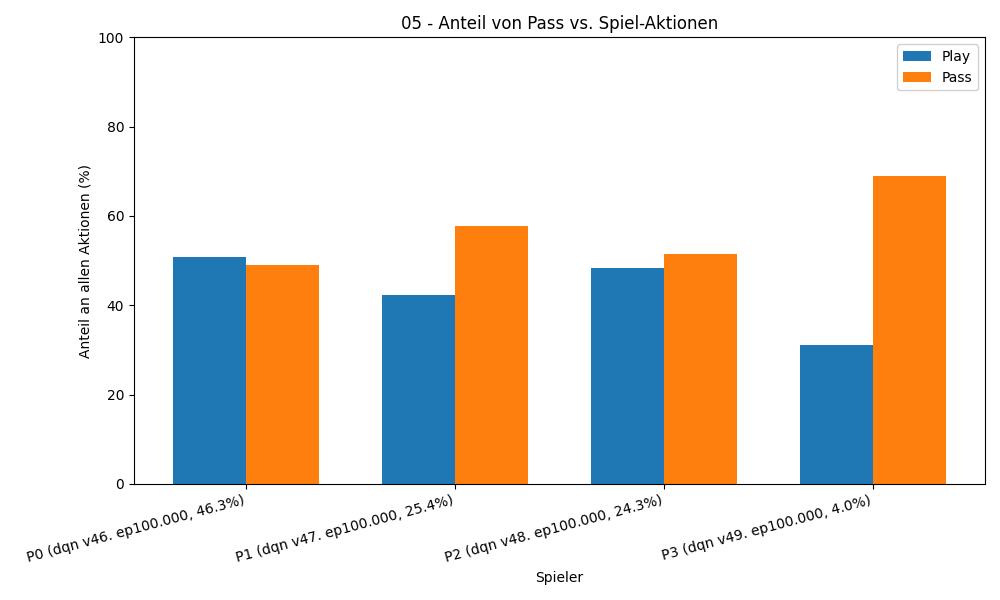 05 - Anteil von Pass vs. Spiel-Aktionen
Play
Pass
Anteil an allen Aktionen (%)
100
80
60
40
20
0
P0 (dqn v46. ep100.000, 46.3%)
P1 (dqn v47. ep100.000, 25.4%)
P2 (dqn v48. ep100.000, 24.3%)
P3 (dqn v49. ep100.000, 4.0%)
Spieler